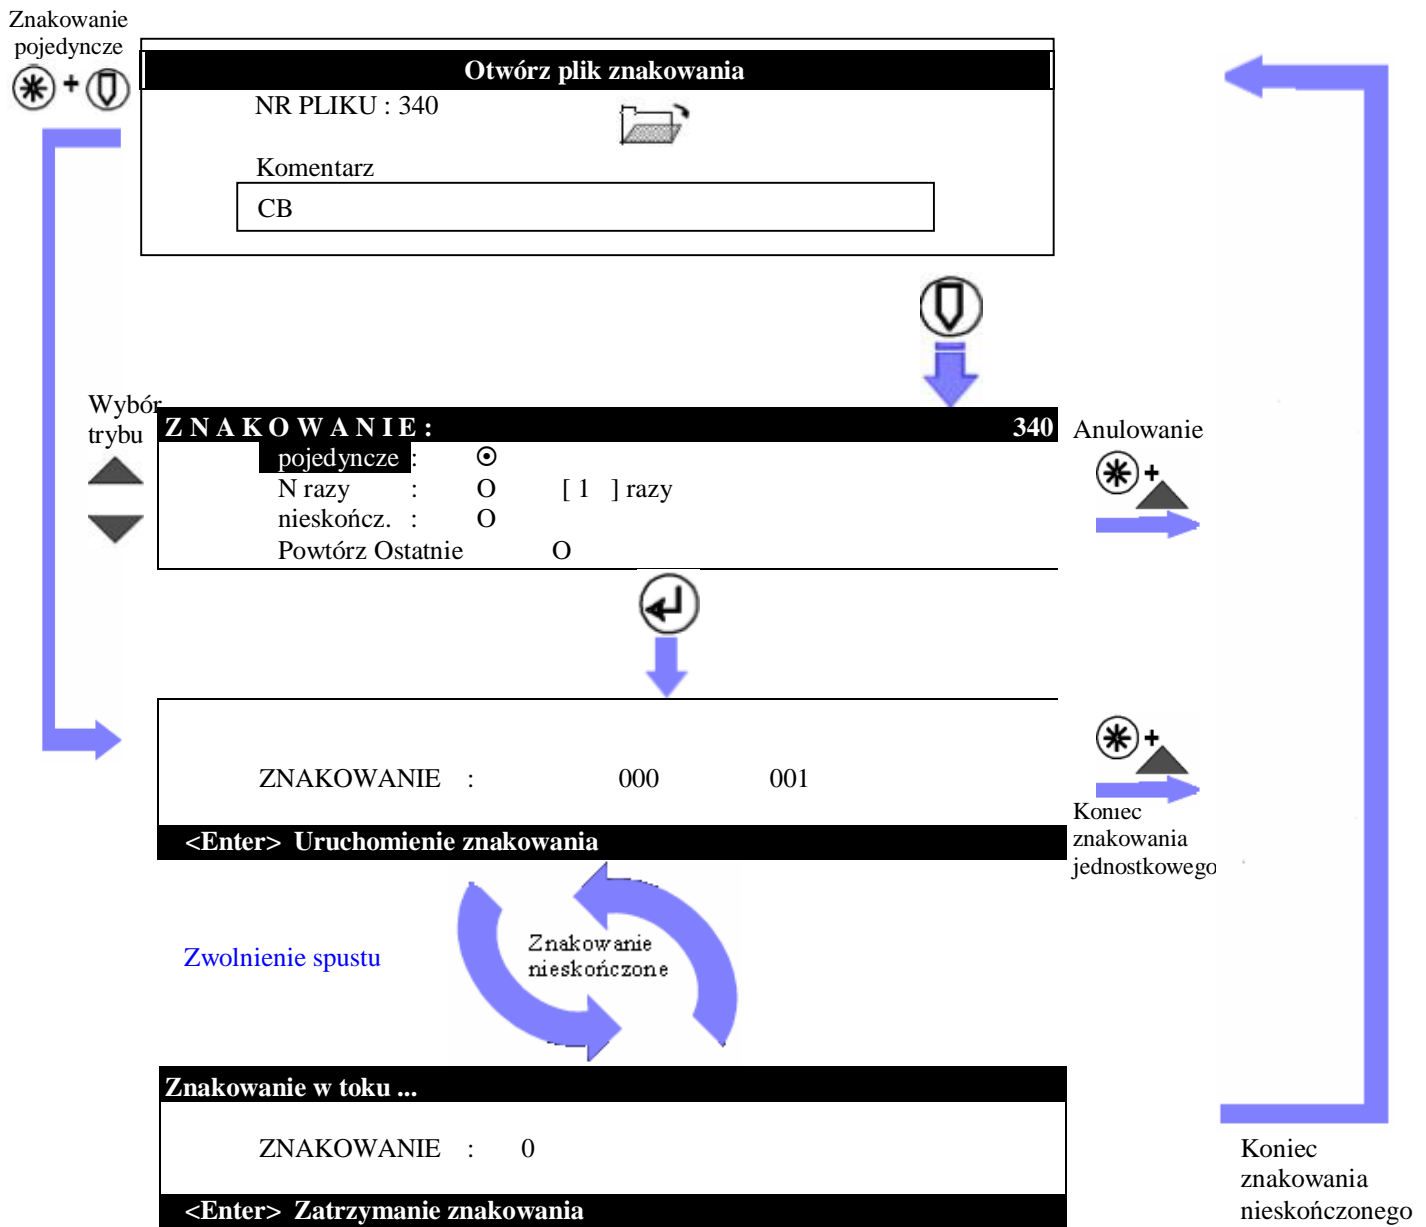 Znakowanie
pojedyncze
+
Otwórz plik znakowania
NR PLIKU : 340
Komentarz
CB
Wybór
trybu
ZNAKOWANIE: 340
pojedyncze :
N razy : O [ 1 ] razy
nieskończ. : O
Powtórz Ostatnie O
Anulowanie
+
ZNAKOWANIE : 000 001
<Enter> Uruchomienie znakowania
+
Koniec
znakowania
jednostkowego
Zwolnienie spustu
Znakowanie
nieskończone
Znakowanie w toku ...
ZNAKOWANIE : 0
<Enter> Zatrzymanie znakowania
Koniec
znakowania
nieskończonego